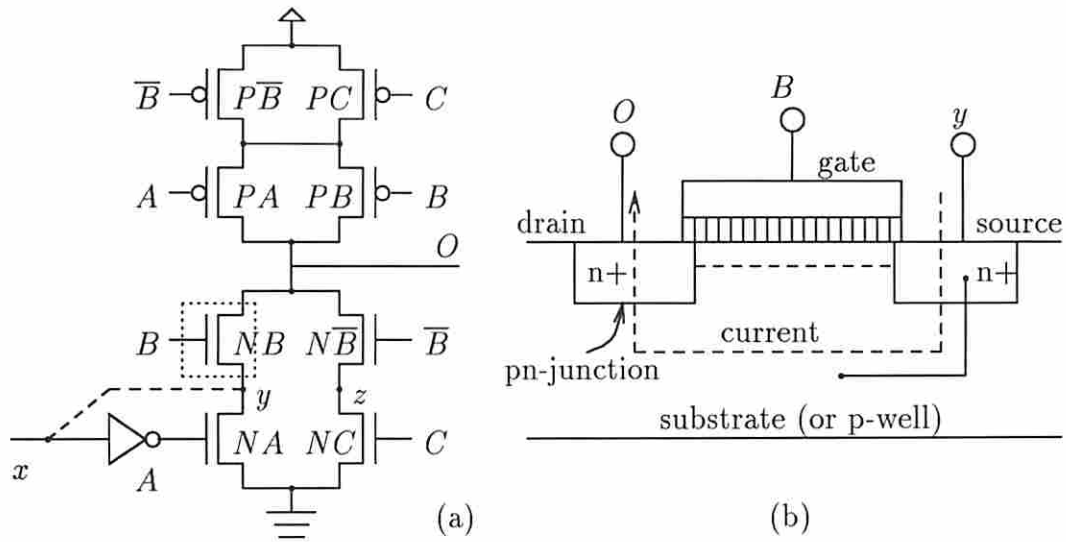 B̅ PB̅ PC C
A PA PB B
O
B NB NB̅ B̅
y z
x A NA NC C
(a)
O B y
gate
drain source
n+ n+
current
pn-junction
substrate (or p-well)
(b)